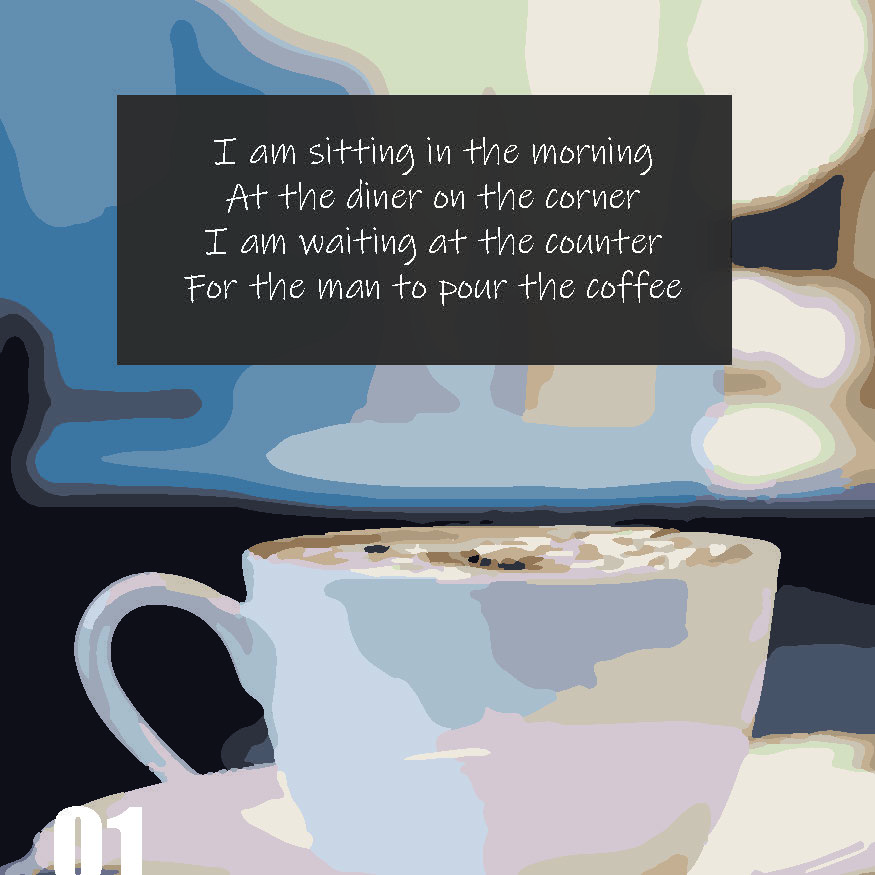 I am sitting in the morning
At the diner on the corner
I am waiting at the counter
For the man to pour the coffee
01